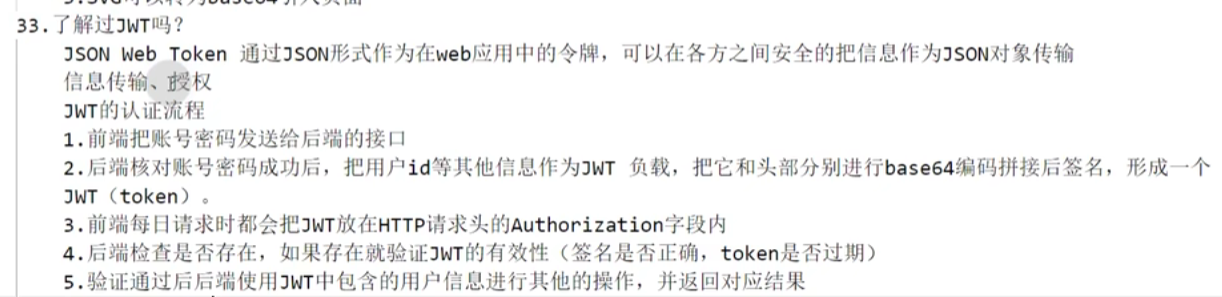 33.了解过JWT吗?
JSON Web Token 通过JSON形式作为在web应用中的令牌，可以在各方之间安全的把信息作为JSON对象传输
信息传输、授权
JWT的认证流程
1.前端把账号密码发送给后端的接口
2.后端核对账号密码成功后，把用户id等其他信息作为JWT 负载，把它和头部分别进行base64编码拼接后签名，形成一个
JWT（token）。
3.前端每日请求时都会把JWT放在HTTP请求头的Authorization字段内
4.后端检查是否存在，如果存在就验证JWT的有效性（签名是否正确，token是否过期）
5.验证通过后后端使用JWT中包含的用户信息进行其他的操作，并返回对应结果